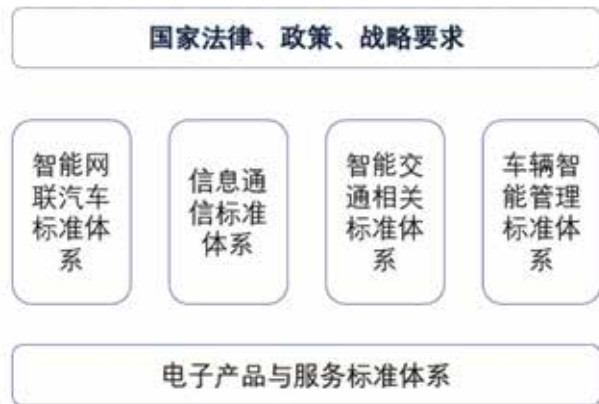 国家法律、政策、战略要求
智能网
联汽车
标准体
系
信息通
信标准
体系
智能交
通相关
标准体
系
车辆智
能管理
标准体
系
电子产品与服务标准体系